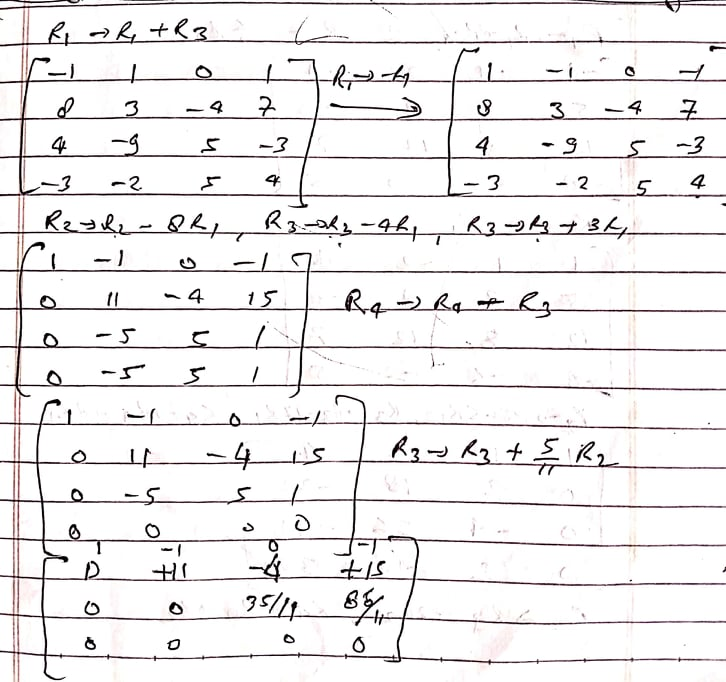 R₁ → R₁ + R₃
[ -1 1 0 1 ] R₁ → -R₁ [ 1 -1 0 -1 ]
[ 8 3 -4 7 ] [ 8 3 -4 7 ]
[ 4 -9 5 -3 ] [ 4 -9 5 -3 ]
[ -3 -2 5 4 ] [ -3 -2 5 4 ]
R₂ → R₂ - 8R₁, R₃ → R₃ - 4R₁, R₃ → R₃ + 3R₁
[ 1 -1 0 -1 ]
[ 0 11 -4 15 ] R₄ → R₄ - R₃
[ 0 -5 5 1 ]
[ 0 -5 5 1 ]
[ 1 -1 0 -1 ]
[ 0 11 -4 15 ] R₃ → R₃ + 5/11 R₂
[ 0 -5 5 1 ]
[ 0 0 0 0 ]
[ 1 -1 0 -1 ]
[ 0 +11 -4 +15 ]
[ 0 0 35/11 86/11 ]
[ 0 0 0 0 ]